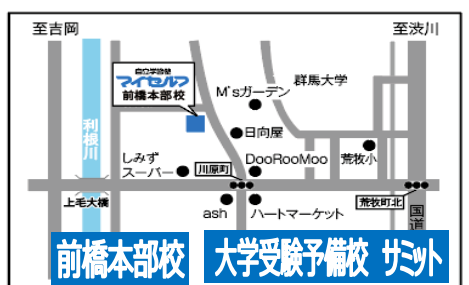 至吉岡
至渋川
自立学習塾
マイセルフ
前橋本部校
M'sガーデン
群馬大学
利根川
日向屋
しみず
スーパー
川原町
DooRooMoo
荒牧小
上毛大橋
ash
ハートマーケット
荒牧町北
国道
前橋本部校
大学受験予備校 サミット